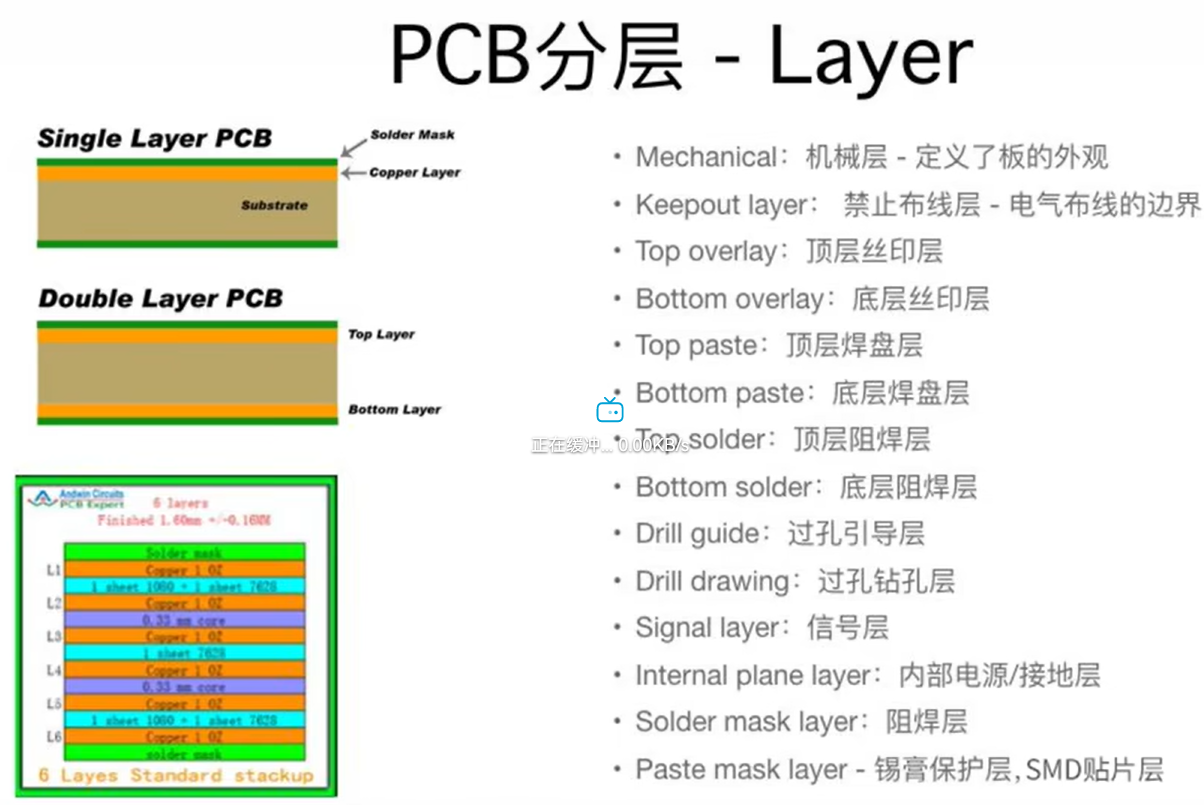 PCB分层 - Layer
Single Layer PCB
Solder Mask
Copper Layer
Substrate
Double Layer PCB
Top Layer
Bottom Layer
Andwin Circuits
PCB Expert
6 layers
Finished 1.60mm +/-0.16MM
Solder mask
L1 Copper 1 OZ
1 sheet 1080 + 1 sheet 7628
L2 Copper 1 OZ
0.33 mm core
L3 Copper 1 OZ
1 sheet 7628
L4 Copper 1 OZ
0.33 mm core
L5 Copper 1 OZ
1 sheet 1080 + 1 sheet 7628
L6 Copper 1 OZ
solder mask
6 Layes Standard stackup
• Mechanical：机械层 - 定义了板的外观
• Keepout layer： 禁止布线层 - 电气布线的边界
• Top overlay：顶层丝印层
• Bottom overlay：底层丝印层
• Top paste：顶层焊盘层
• Bottom paste：底层焊盘层
• Top solder：顶层阻焊层
正在缓冲... 0.00KB/s
• Bottom solder：底层阻焊层
• Drill guide：过孔引导层
• Drill drawing：过孔钻孔层
• Signal layer：信号层
• Internal plane layer：内部电源/接地层
• Solder mask layer：阻焊层
• Paste mask layer - 锡膏保护层,SMD贴片层